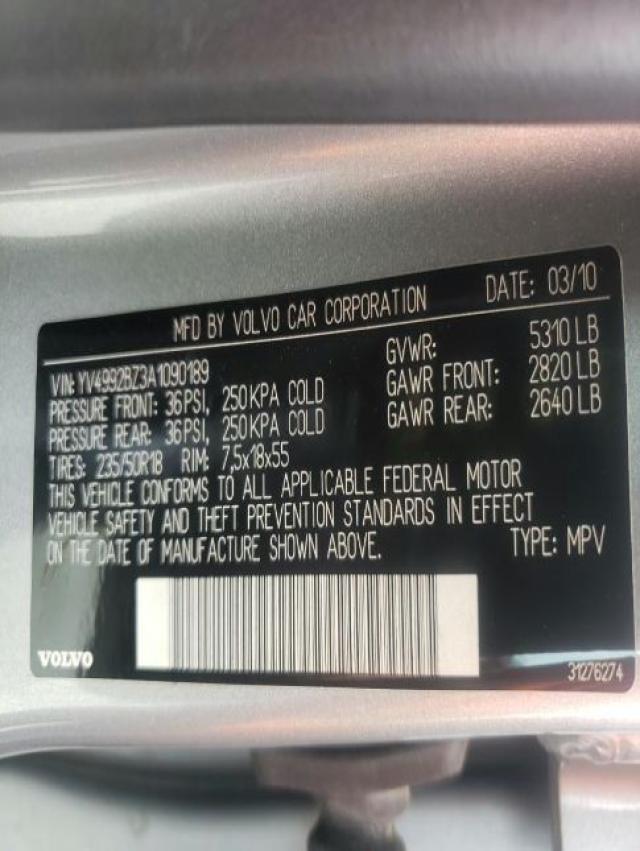 MFD BY VOLVO CAR CORPORATION DATE: 03/10
VIN: YV4992BZ3A1090189 GVWR: 5310 LB
PRESSURE FRONT: 36PSI, 250KPA COLD GAWR FRONT: 2820 LB
PRESSURE REAR: 36PSI, 250KPA COLD GAWR REAR: 2640 LB
TIRES: 235/50R18 RIM: 7,5x18x55
THIS VEHICLE CONFORMS TO ALL APPLICABLE FEDERAL MOTOR
VEHICLE SAFETY AND THEFT PREVENTION STANDARDS IN EFFECT
ON THE DATE OF MANUFACTURE SHOWN ABOVE. TYPE: MPV
VOLVO 31276274